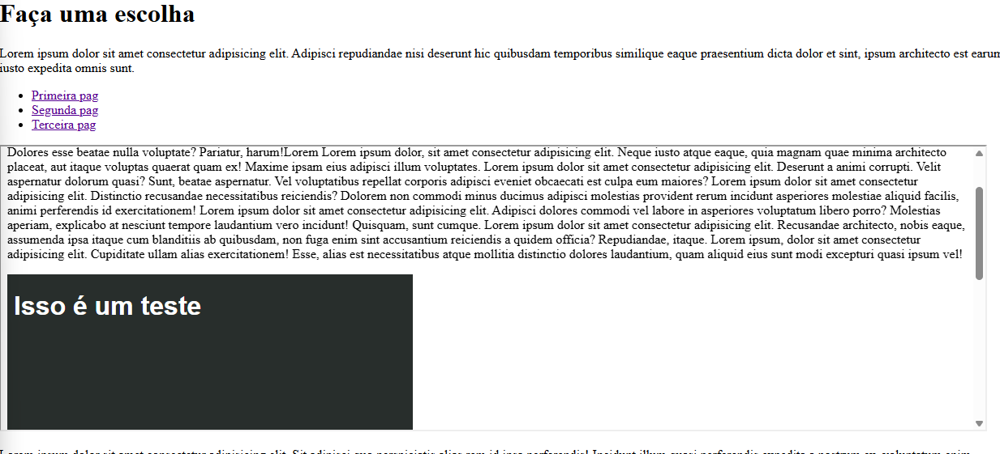 Faça uma escolha
Lorem ipsum dolor sit amet consectetur adipisicing elit. Adipisci repudiandae nisi deserunt hic quibusdam temporibus similique eaque praesentium dicta dolor et sint, ipsum architecto est earum
iusto expedita omnis sunt.
Primeira pag
Segunda pag
Terceira pag
Dolores esse beatae nulla voluptate? Pariatur, harum!Lorem Lorem ipsum dolor, sit amet consectetur adipisicing elit. Neque iusto atque eaque, quia magnam quae minima architecto
placeat, aut itaque voluptas quaerat quam ex! Maxime ipsam eius adipisci illum voluptates. Lorem ipsum dolor sit amet consectetur adipisicing elit. Deserunt a animi corrupti. Velit
aspernatur dolorum quasi? Sunt, beatae aspernatur. Vel voluptatibus repellat corporis adipisci eveniet obcaecati est culpa eum maiores? Lorem ipsum dolor sit amet consectetur
adipisicing elit. Distinctio recusandae necessitatibus reiciendis? Dolorem non commodi minus ducimus adipisci molestias provident rerum incidunt asperiores molestiae aliquid facilis,
animi perferendis id exercitationem! Lorem ipsum dolor sit amet consectetur adipisicing elit. Adipisci dolores commodi vel labore in asperiores voluptatum libero porro? Molestias
aperiam, explicabo at nesciunt tempore laudantium vero incidunt! Quisquam, sunt cumque. Lorem ipsum dolor sit amet consectetur adipisicing elit. Recusandae architecto, nobis eaque,
assumenda ipsa itaque cum blanditiis ab quibusdam, non fuga enim sint accusantium reiciendis a quidem officia? Repudiandae, itaque. Lorem ipsum, dolor sit amet consectetur
adipisicing elit. Cupiditate ullam alias exercitationem! Esse, alias est necessitatibus atque mollitia distinctio dolores laudantium, quam aliquid eius sunt modi excepturi quasi ipsum vel!
Isso é um teste